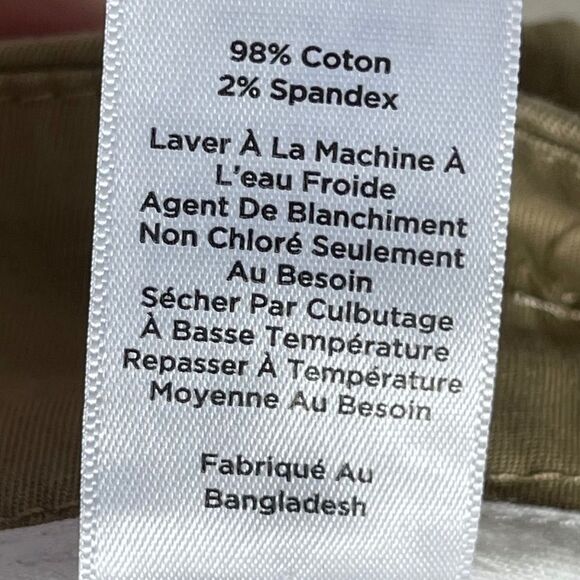 98% Coton
2% Spandex
Laver À La Machine À
L'eau Froide
Agent De Blanchiment
Non Chloré Seulement
Au Besoin
Sécher Par Culbutage
À Basse Température
Repasser À Température
Moyenne Au Besoin
Fabriqué Au
Bangladesh